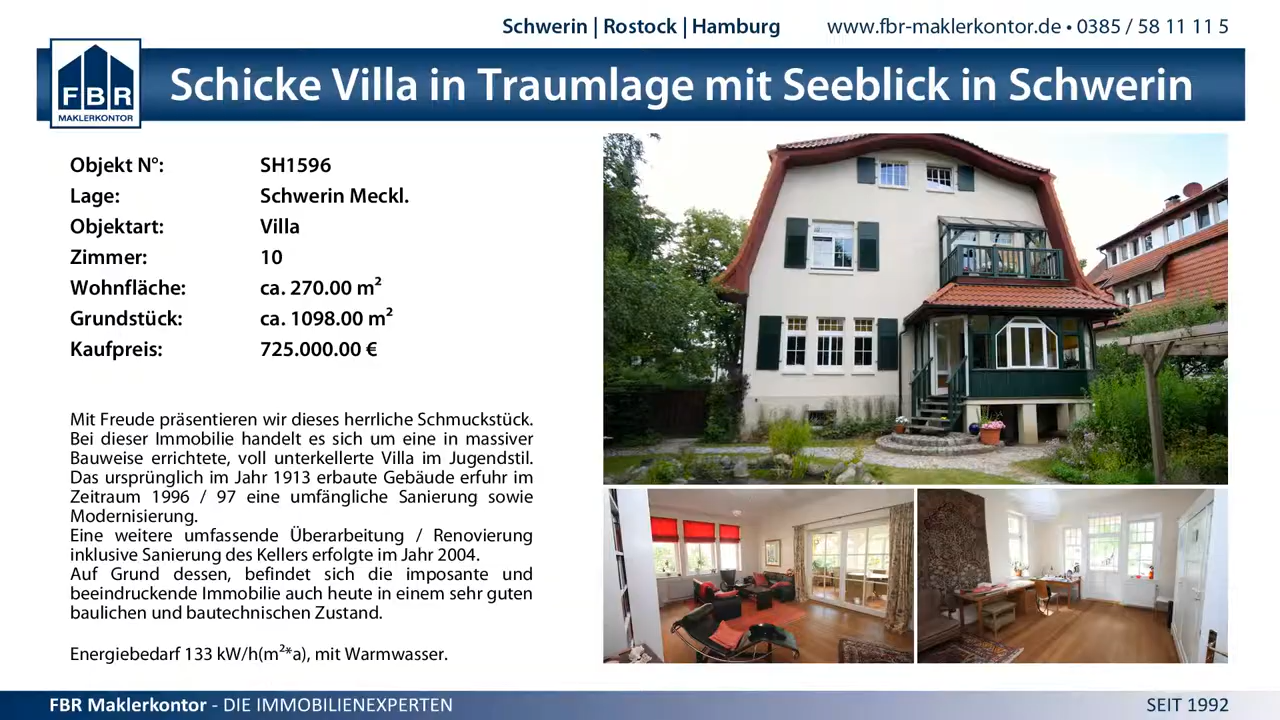 Schwerin | Rostock | Hamburg www.fbr-maklerkontor.de • 0385 / 58 11 11 5
FBR
MAKLERKONTOR
Schicke Villa in Traumlage mit Seeblick in Schwerin
Objekt N°: SH1596
Lage: Schwerin Meckl.
Objektart: Villa
Zimmer: 10
Wohnfläche: ca. 270.00 m²
Grundstück: ca. 1098.00 m²
Kaufpreis: 725.000.00 €
Mit Freude präsentieren wir dieses herrliche Schmuckstück.
Bei dieser Immobilie handelt es sich um eine in massiver
Bauweise errichtete, voll unterkellerte Villa im Jugendstil.
Das ursprünglich im Jahr 1913 erbaute Gebäude erfuhr im
Zeitraum 1996 / 97 eine umfängliche Sanierung sowie
Modernisierung.
Eine weitere umfassende Überarbeitung / Renovierung
inklusive Sanierung des Kellers erfolgte im Jahr 2004.
Auf Grund dessen, befindet sich die imposante und
beeindruckende Immobilie auch heute in einem sehr guten
baulichen und bautechnischen Zustand.
Energiebedarf 133 kW/h(m²*a), mit Warmwasser.
FBR Maklerkontor - DIE IMMOBILIENEXPERTEN SEIT 1992